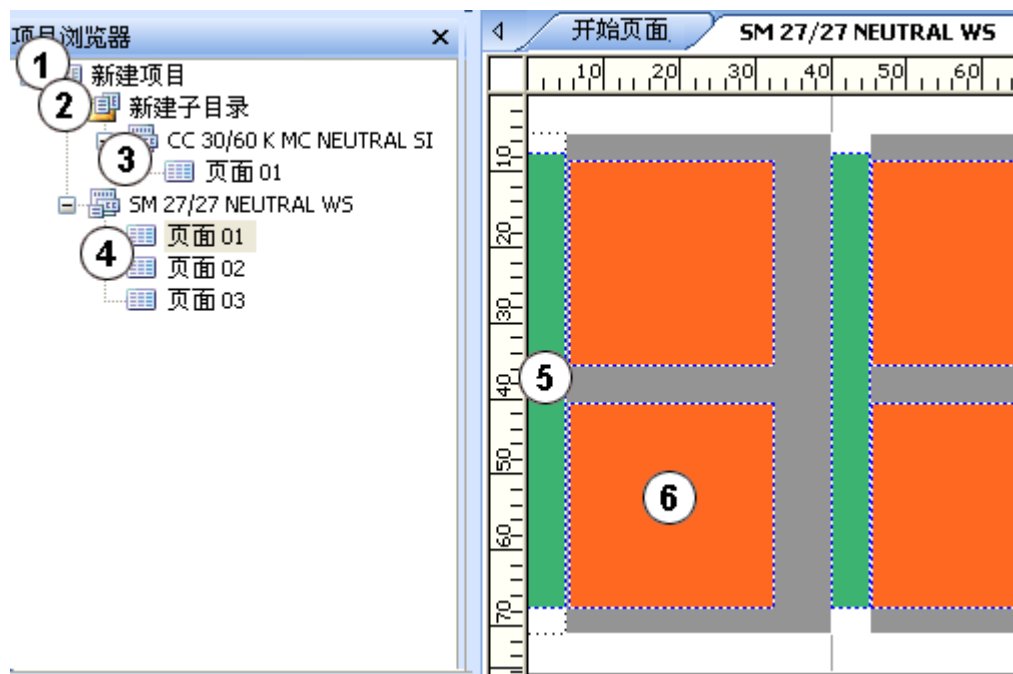 项目浏览器
1 新建项目
2 新建子目录
CC 30/60 K MC NEUTRAL SI
3 页面 01
SM 27/27 NEUTRAL WS
4 页面 01
页面 02
页面 03
开始页面 SM 27/27 NEUTRAL WS
10 20 30 40 50 60
10
20
30
40
50
60
70
5
6